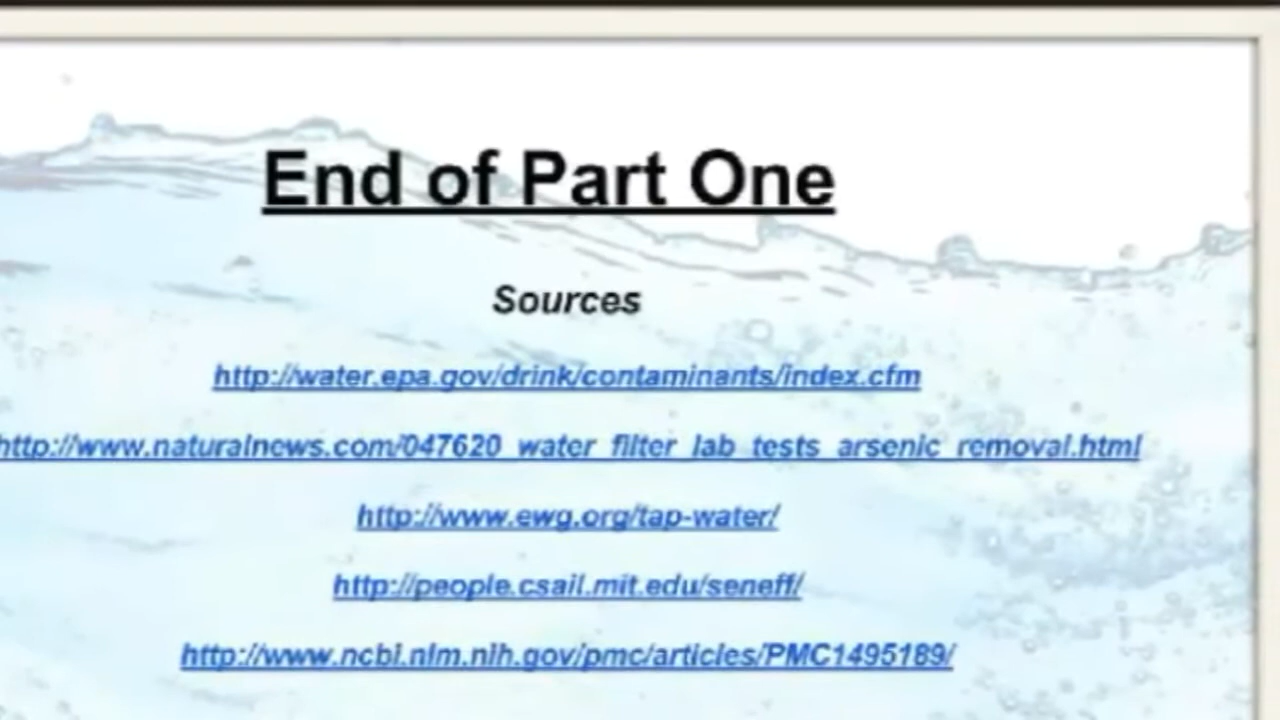 End of Part One
Sources
http://water.epa.gov/drink/contaminants/index.cfm
http://www.naturalnews.com/047620_water_filter_lab_tests_arsenic_removal.html
http://www.ewg.org/tap-water/
http://people.csail.mit.edu/seneff/
http://www.ncbi.nlm.nih.gov/pmc/articles/PMC1495189/